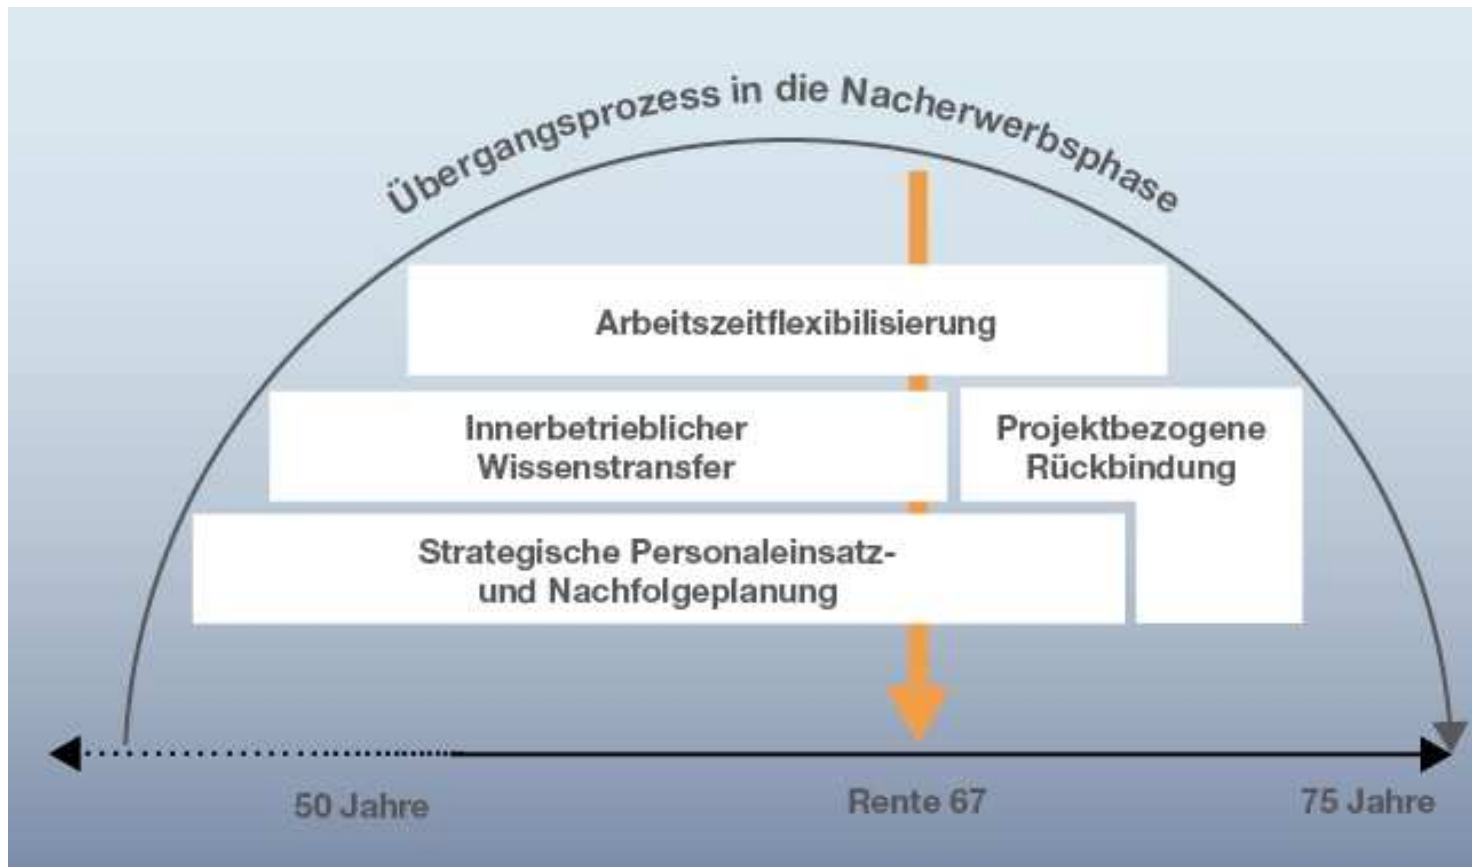 Übergangsprozess in die Nacherwerbsphase
Arbeitszeitflexibilisierung
Innerbetrieblicher
Wissenstransfer
Projektbezogene
Rückbindung
Strategische Personaleinsatz-
und Nachfolgeplanung
50 Jahre
Rente 67
75 Jahre